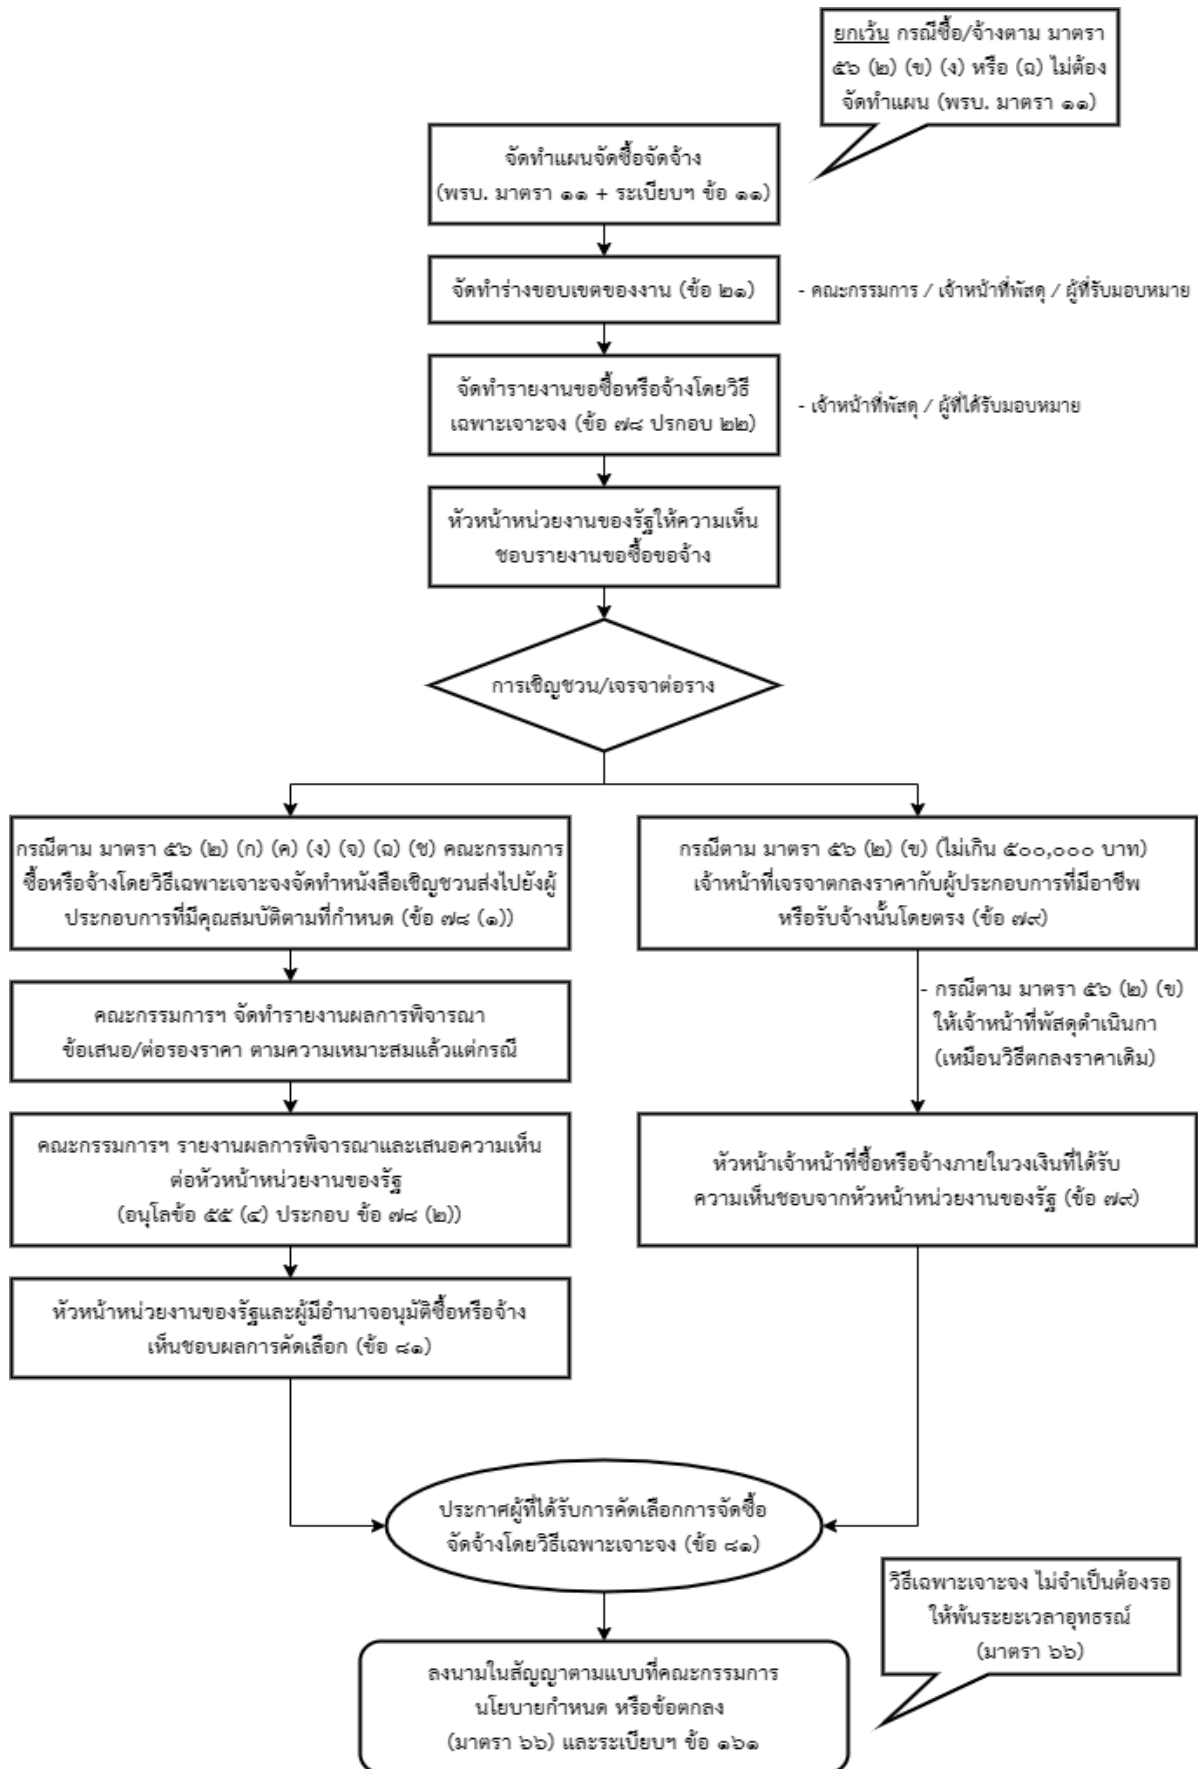 ยกเว้น กรณีซื้อ/จ้างตาม มาตรา
๕๖ (๒) (ข) (ง) หรือ (ฉ) ไม่ต้อง
จัดทำแผน (พรบ. มาตรา ๑๑)
จัดทำแผนจัดซื้อจัดจ้าง
(พรบ. มาตรา ๑๑ + ระเบียบฯ ข้อ ๑๑)
จัดทำร่างขอบเขตของงาน (ข้อ ๒๑)
- คณะกรรมการ / เจ้าหน้าที่พัสดุ / ผู้ที่รับมอบหมาย
จัดทำรายงานขอซื้อหรือจ้างโดยวิธี
เฉพาะเจาะจง (ข้อ ๗๘ ปรกอบ ๒๒)
- เจ้าหน้าที่พัสดุ / ผู้ที่ได้รับมอบหมาย
หัวหน้าหน่วยงานของรัฐให้ความเห็น
ชอบรายงานขอซื้อขอจ้าง
การเชิญชวน/เจรจาต่อราง
กรณีตาม มาตรา ๕๖ (๒) (ก) (ค) (ง) (จ) (ฉ) (ช) คณะกรรมการ
ซื้อหรือจ้างโดยวิธีเฉพาะเจาะจงจัดทำหนังสือเชิญชวนส่งไปยังผู้
ประกอบการที่มีคุณสมบัติตามที่กำหนด (ข้อ ๗๘ (๑))
กรณีตาม มาตรา ๕๖ (๒) (ข) (ไม่เกิน ๕๐๐,๐๐๐ บาท)
เจ้าหน้าที่เจรจาตกลงราคากับผู้ประกอบการที่มีอาชีพ
หรือรับจ้างนั้นโดยตรง (ข้อ ๗๙)
- กรณีตาม มาตรา ๕๖ (๒) (ข)
ให้เจ้าหน้าที่พัสดุดำเนินกา
(เหมือนวิธีตกลงราคาเดิม)
คณะกรรมการฯ จัดทำรายงานผลการพิจารณา
ข้อเสนอ/ต่อรองราคา ตามความเหมาะสมแล้วแต่กรณี
คณะกรรมการฯ รายงานผลการพิจารณาและเสนอความเห็น
ต่อหัวหน้าหน่วยงานของรัฐ
(อนุโลข้อ ๕๕ (๔) ประกอบ ข้อ ๗๘ (๒))
หัวหน้าเจ้าหน้าที่ซื้อหรือจ้างภายในวงเงินที่ได้รับ
ความเห็นชอบจากหัวหน้าหน่วยงานของรัฐ (ข้อ ๗๙)
หัวหน้าหน่วยงานของรัฐและผู้มีอำนาจอนุมัติซื้อหรือจ้าง
เห็นชอบผลการคัดเลือก (ข้อ ๘๑)
ประกาศผู้ที่ได้รับการคัดเลือกการจัดซื้อ
จัดจ้างโดยวิธีเฉพาะเจาะจง (ข้อ ๘๑)
วิธีเฉพาะเจาะจง ไม่จำเป็นต้องรอ
ให้พ้นระยะเวลาอุทธรณ์
(มาตรา ๖๖)
ลงนามในสัญญาตามแบบที่คณะกรรมการ
นโยบายกำหนด หรือข้อตกลง
(มาตรา ๖๖) และระเบียบฯ ข้อ ๑๖๑